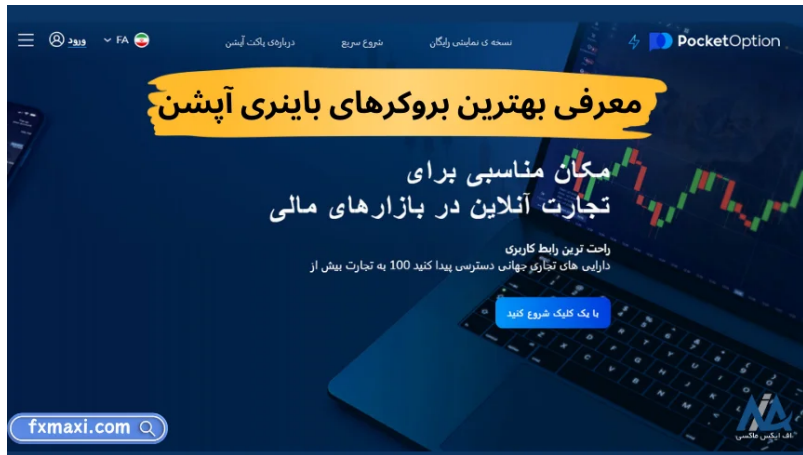 PocketOption
نسخه ی نمایشی رایگان
شروع سریع
درباره‌ی پاکت آپشن
FA
ورود
معرفی بهترین بروکرهای باینری آپشن
مکان مناسبی برای
تجارت آنلاین در بازارهای مالی
راحت ترین رابط کاربری
دارایی های تجاری جهانی دسترسی پیدا کنید 100 به تجارت بیش از
با یک کلیک شروع کنید
fxmaxi.com
اف ایکس ماکسی